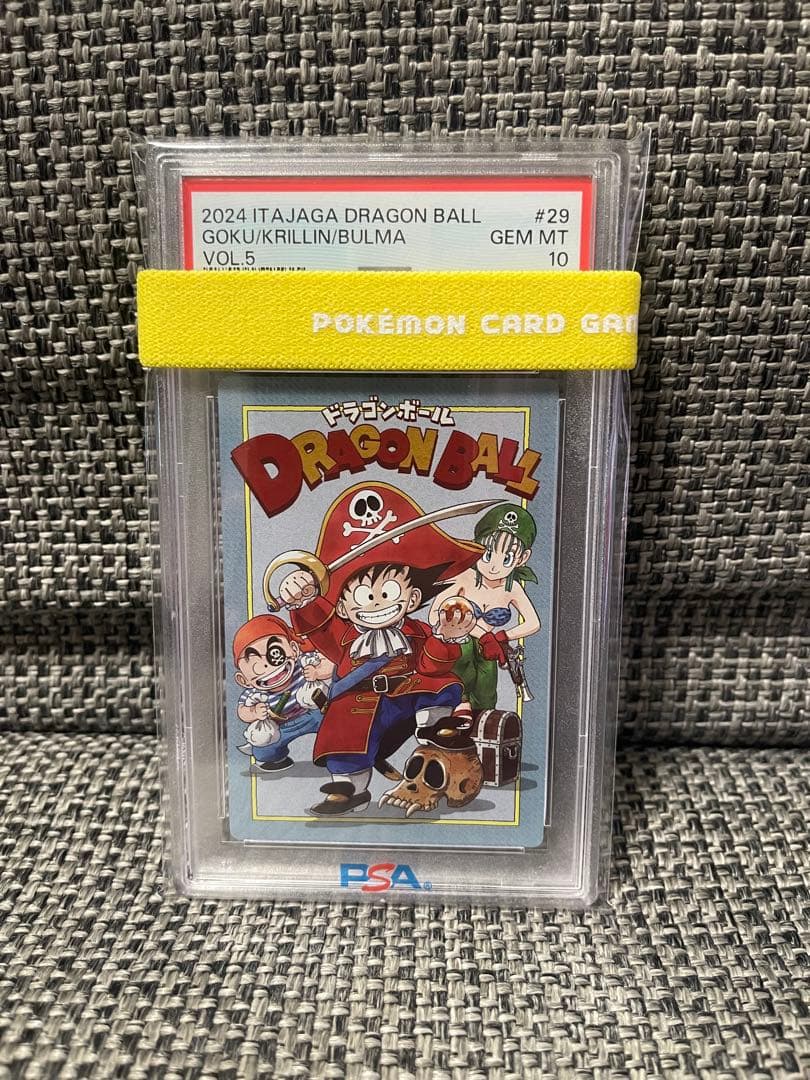 2024 ITAJAGA DRAGON BALL #29
GOKU/KRILLIN/BULMA GEM MT
VOL.5 10
POKÉMON CARD GAM
ドラゴンボール
DRAGON BALL
PSA